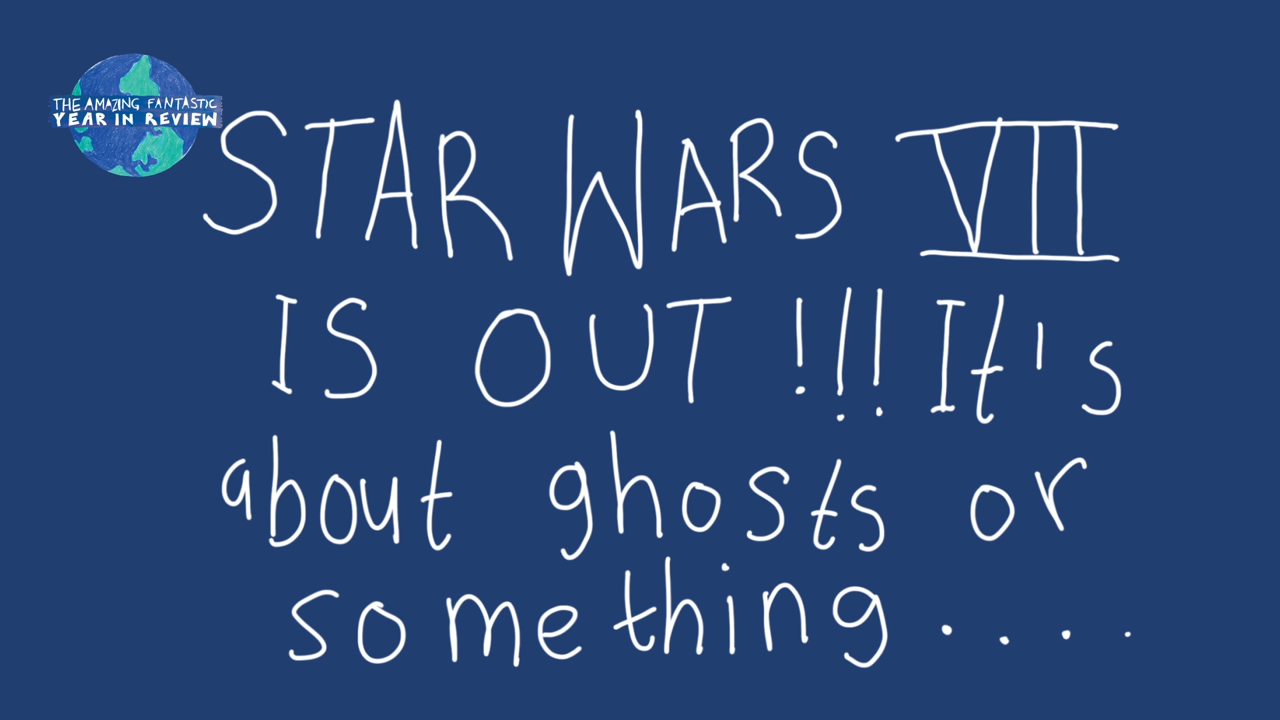 THE AMAZING FANTASTIC
YEAR IN REVIEW
STAR WARS VII
IS OUT !!! It's
about ghosts or
something....